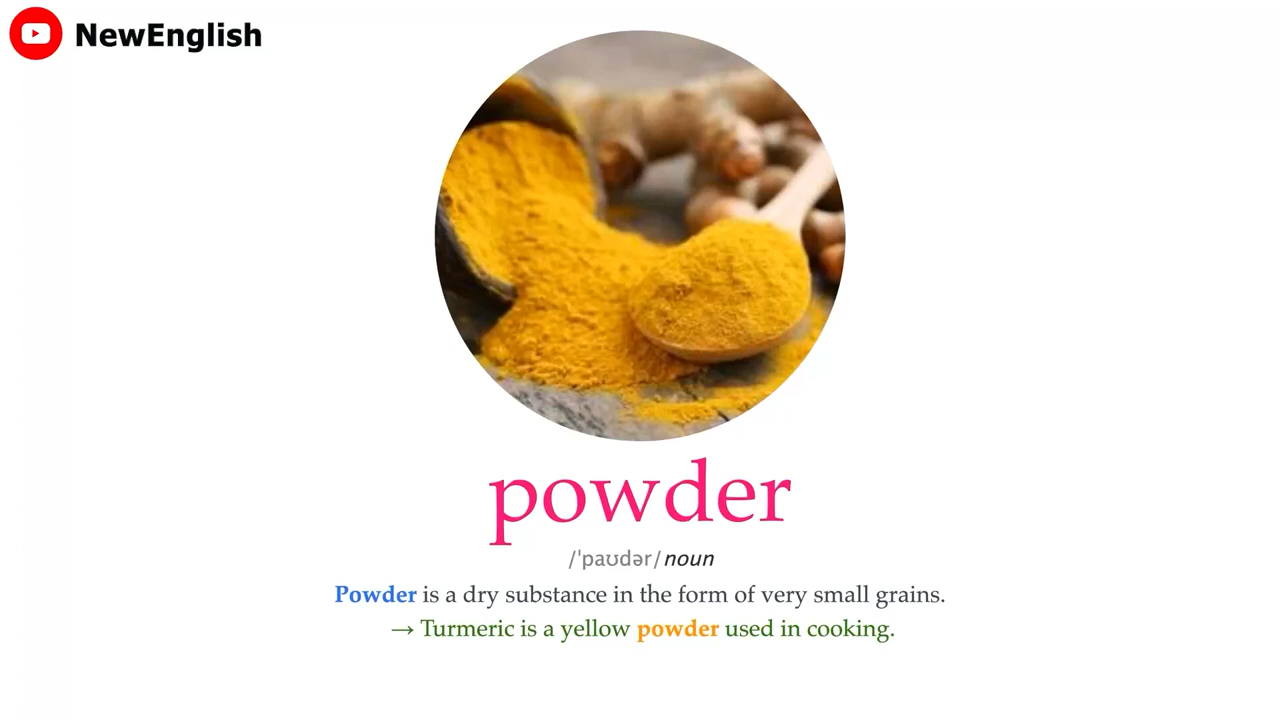 NewEnglish
powder
/ˈpaʊdər/ noun
Powder is a dry substance in the form of very small grains.
→ Turmeric is a yellow powder used in cooking.